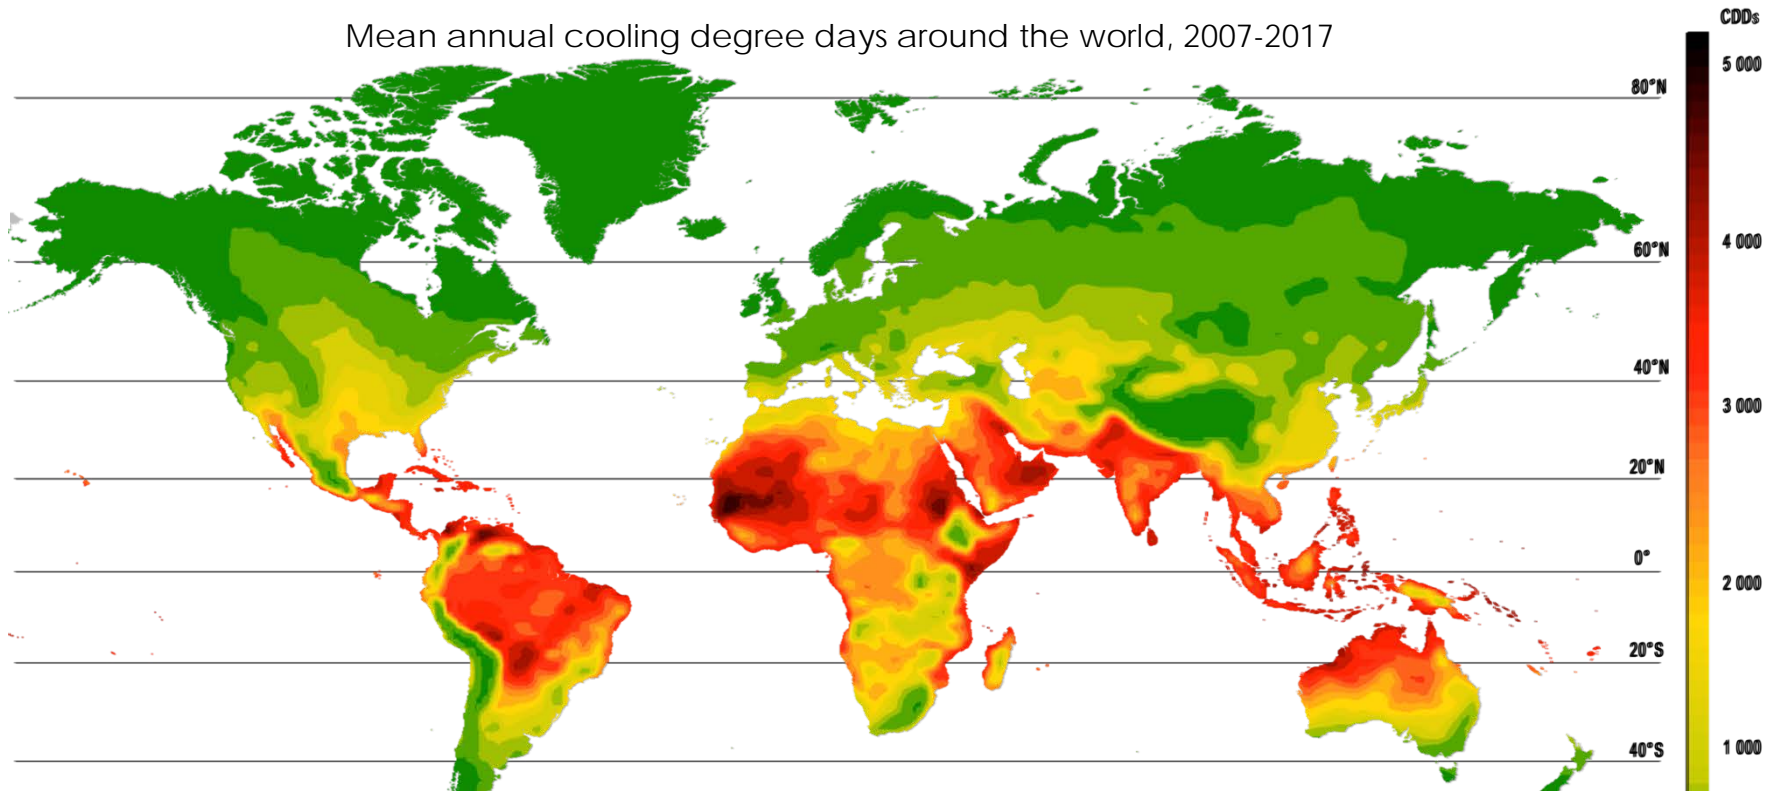 Mean annual cooling degree days around the world, 2007-2017
CDDs
5 000
80°N
4 000
60°N
40°N
3 000
20°N
0°
2 000
20°S
40°S
1 000